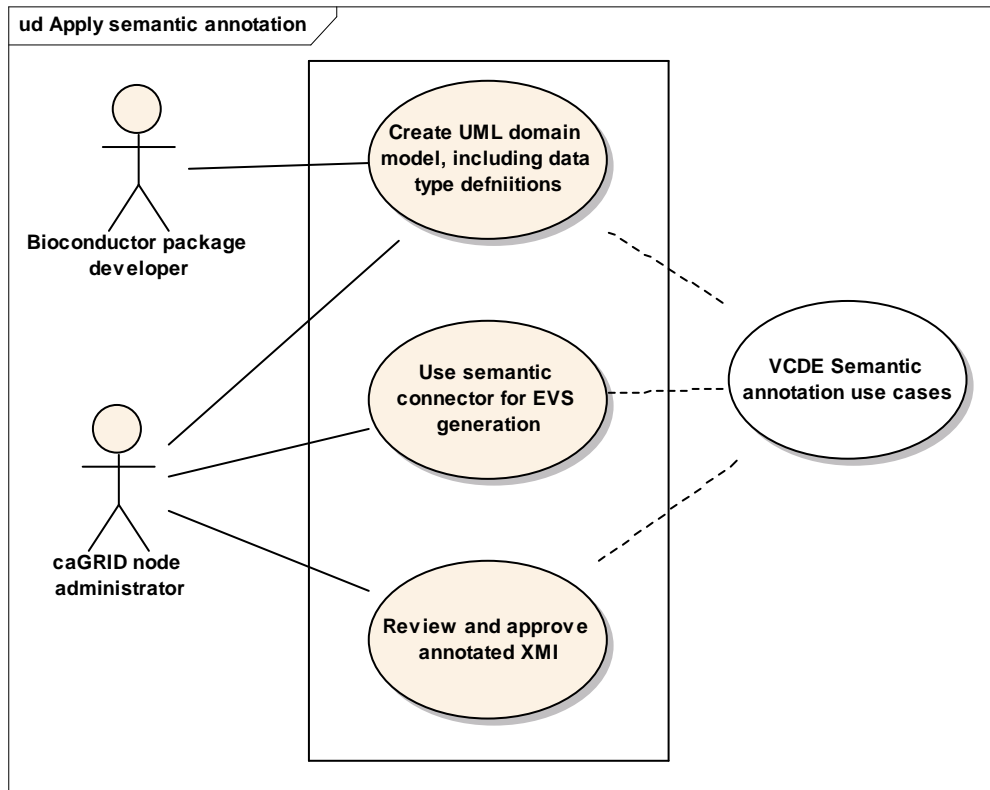 ud Apply semantic annotation
Create UML domain
model, including data
type defniitions
Bioconductor package
developer
Use semantic
connector for EVS
generation
VCDE Semantic
annotation use cases
caGRID node
administrator
Review and approve
annotated XMI